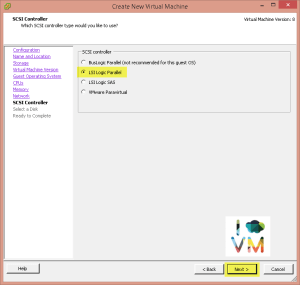 Create New Virtual Machine
SCSI Controller
Which SCSI controller type would you like to use?
Virtual Machine Version: 8
Configuration
Name and Location
Storage
Virtual Machine Version
Guest Operating System
CPUs
Memory
Network
SCSI Controller
Select a Disk
Ready to Complete
SCSI controller
BusLogic Parallel (not recommended for this guest OS)
LSI Logic Parallel
LSI Logic SAS
VMware Paravirtual
I
VM
Help
< Back
Next >
Cancel